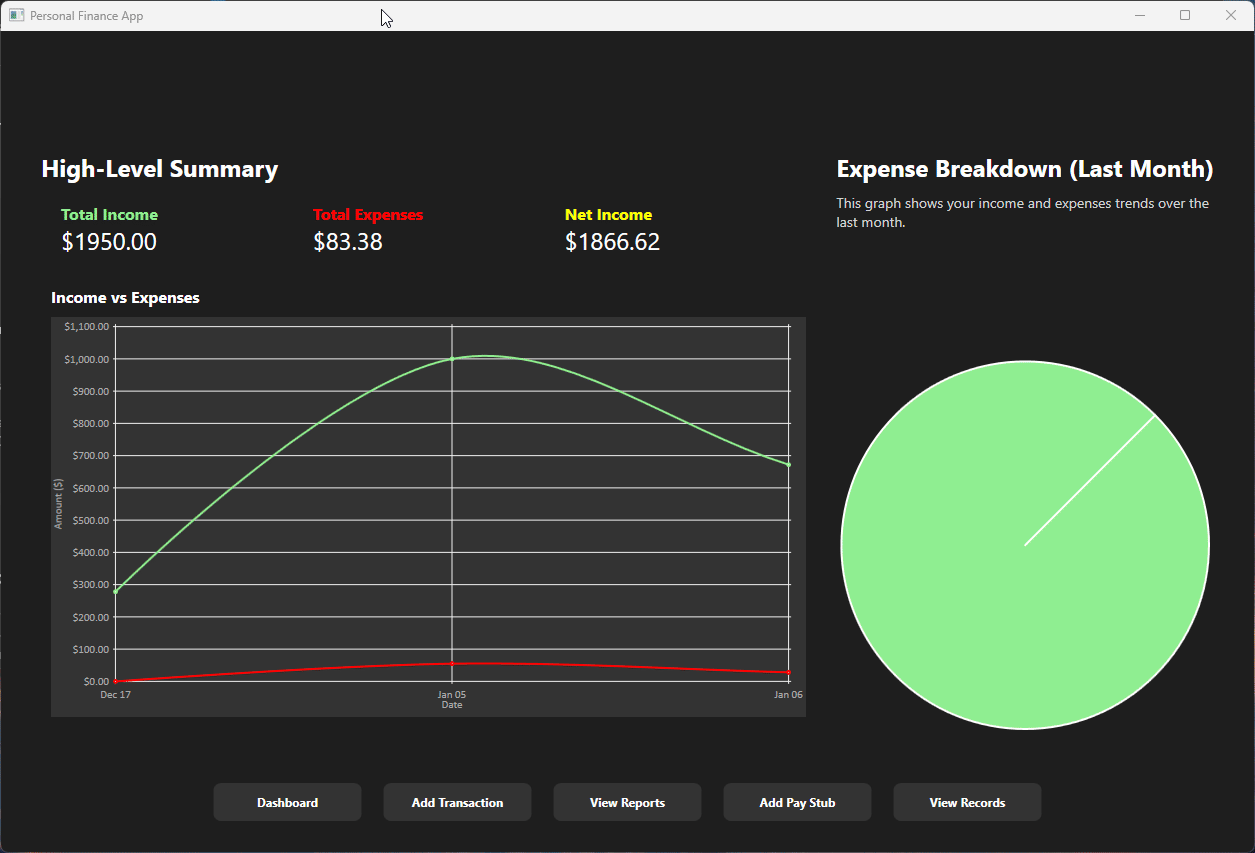 Personal Finance App
High-Level Summary
Total Income
$1950.00
Total Expenses
$83.38
Net Income
$1866.62
Income vs Expenses
$1,100.00
$1,000.00
$900.00
$800.00
$700.00
$600.00
$500.00
$400.00
$300.00
$200.00
$100.00
$0.00
Amount ($)
Dec 17
Jan 05
Jan 06
Date
Expense Breakdown (Last Month)
This graph shows your income and expenses trends over the
last month.
Dashboard
Add Transaction
View Reports
Add Pay Stub
View Records